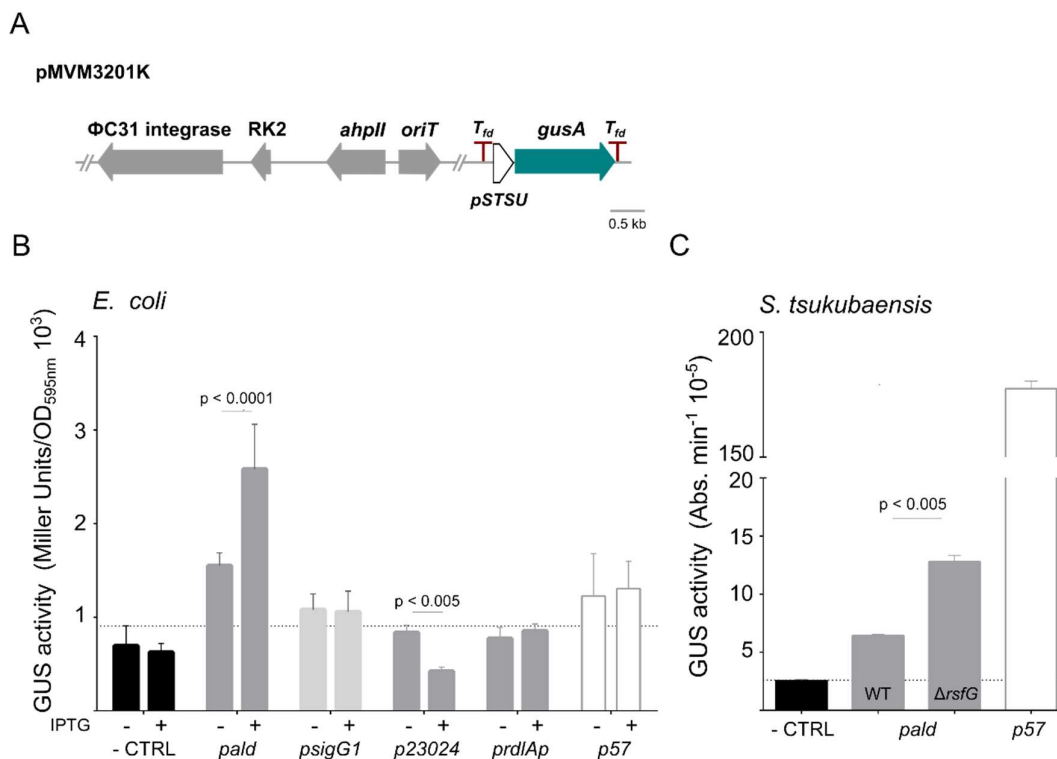 A
pMVM3201K
ΦC31 integrase RK2 ahpII oriT Tfd gusA Tfd
pSTSU
0.5 kb
B
E. coli
GUS activity (Miller Units/OD595nm 10³)
4
3
2
1
p < 0.0001
p < 0.005
IPTG - + - + - + - + - + - +
- CTRL pald psigG1 p23024 prdlAp p57
C
S. tsukubaensis
GUS activity (Abs. min⁻¹ 10⁻⁵)
200
150
20
15
10
5
p < 0.005
WT ΔrsfG
- CTRL pald p57